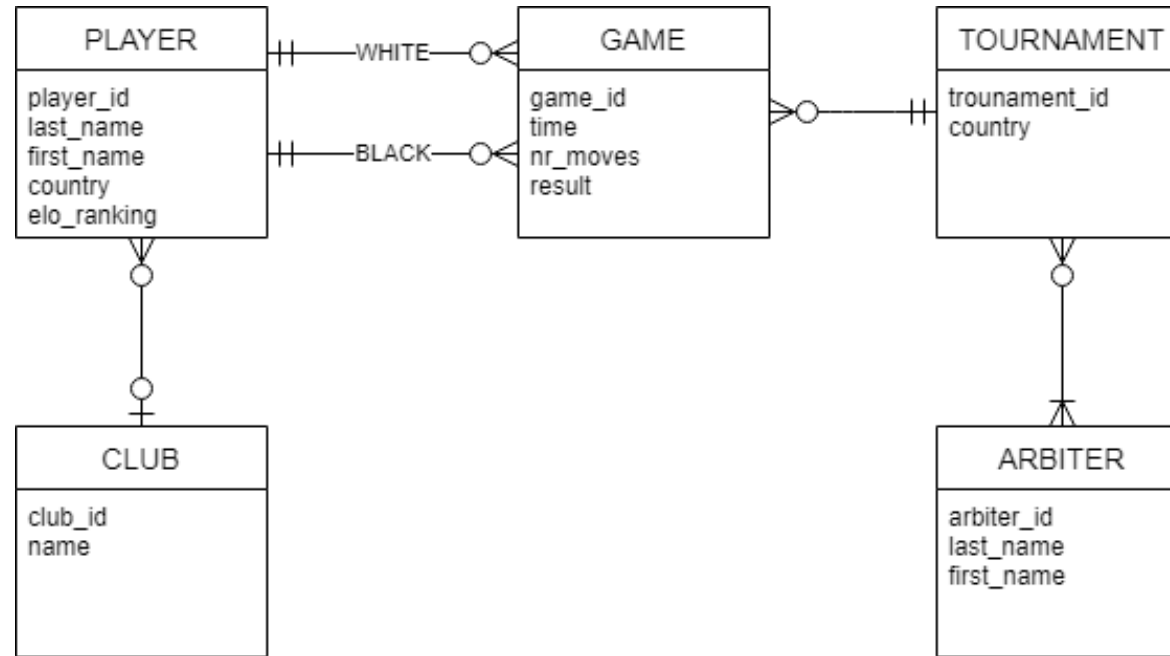 PLAYER
player_id
last_name
first_name
country
elo_ranking
WHITE
BLACK
GAME
game_id
time
nr_moves
result
TOURNAMENT
trounament_id
country
CLUB
club_id
name
ARBITER
arbiter_id
last_name
first_name